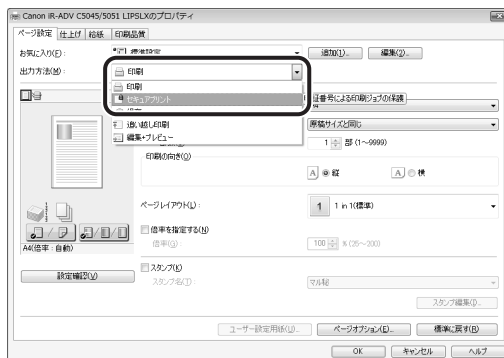 Canon iR-ADV C5045/5051 LIPSLXのプロパティ
ページ設定 仕上げ 給紙 印刷品質
お気に入り(F): 標準設定 追加(1)... 編集(2)...
出力方法(M): 印刷
印刷
セキュアプリント 証番号による印刷ジョブの保護
追い越し印刷 原稿サイズと同じ
編集+プレビュー
1 部 (1~9999)
印刷の向き(O)
A 縦 A 横
ページレイアウト(L): 1 1 in 1(標準)
倍率を指定する(N)
倍率(G): 100 % (25~200)
A4(倍率:自動)
設定確認(V)
スタンプ(K)
スタンプ名(T): マル秘
スタンプ編集(D)...
ユーザー設定用紙(U)... ページオプション(E)... 標準に戻す(R)
OK キャンセル ヘルプ